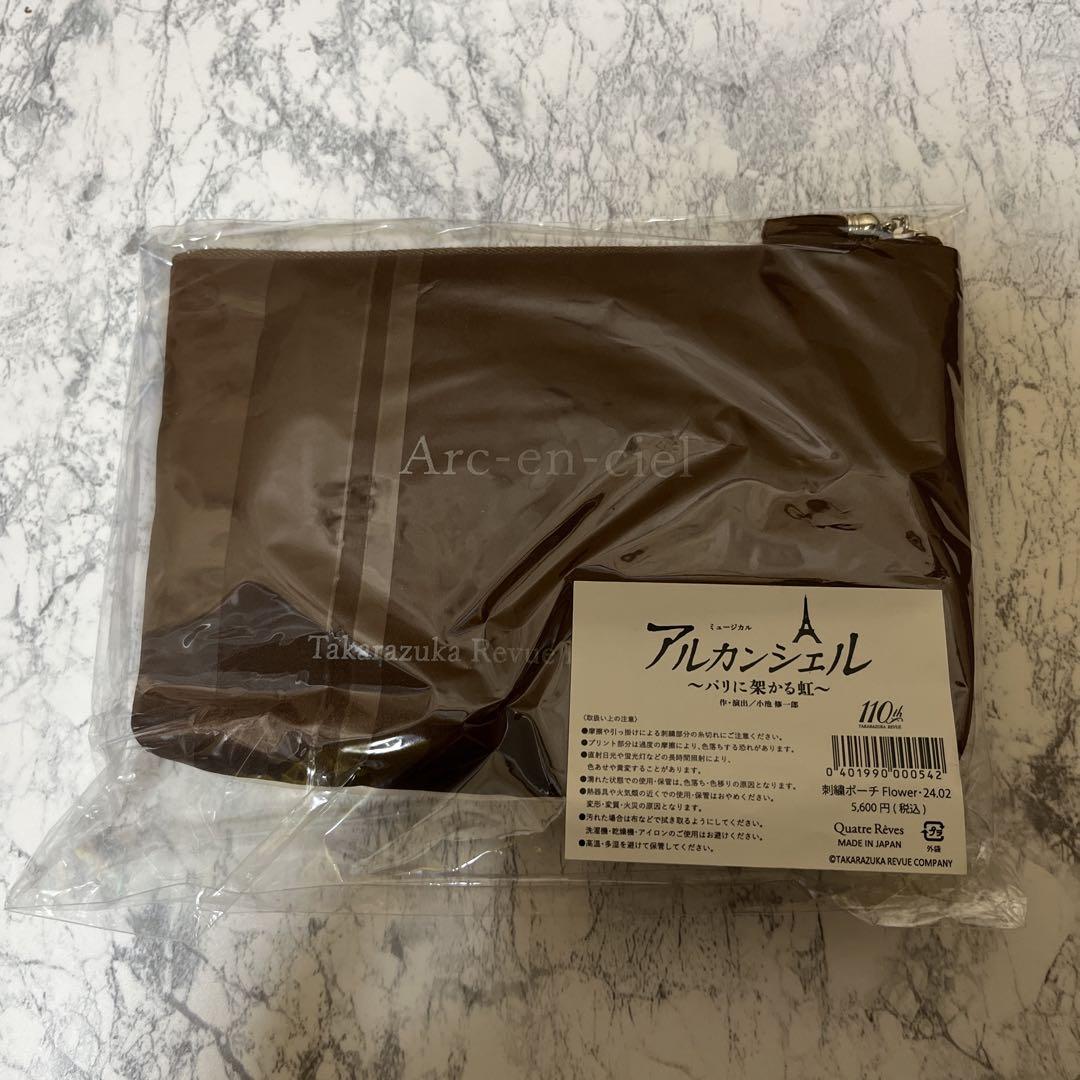 Arc-en-ciel
Takarazuka Revue
ミュージカル
アルカンシェル
～パリに架かる虹～
作・演出／小池 修一郎
110th
TAKARAZUKA REVUE
〈取扱い上の注意〉
●摩擦や引っ掛けによる刺繍部分の糸切れにご注意ください。
●プリント部分は過度の摩擦により、色落ちする恐れがあります。
●直射日光や蛍光灯などの長時間照射により、
色あせや黄変することがあります。
●濡れた状態での使用・保管は、色落ち・色移りの原因となります。
●熱器具や火気類の近くでの使用・保管はおやめください。
変形・変質・火災の原因となります。
●汚れた場合は布などで拭き取るようにしてください。
洗濯機・乾燥機・アイロンのご使用はお避けください。
●高温・多湿を避けて保管してください。
0 401990 000542
刺繍ポーチ Flower・24.02
5,600円(税込)
Quatre Rêves
MADE IN JAPAN
プラ
外袋
©TAKARAZUKA REVUE COMPANY